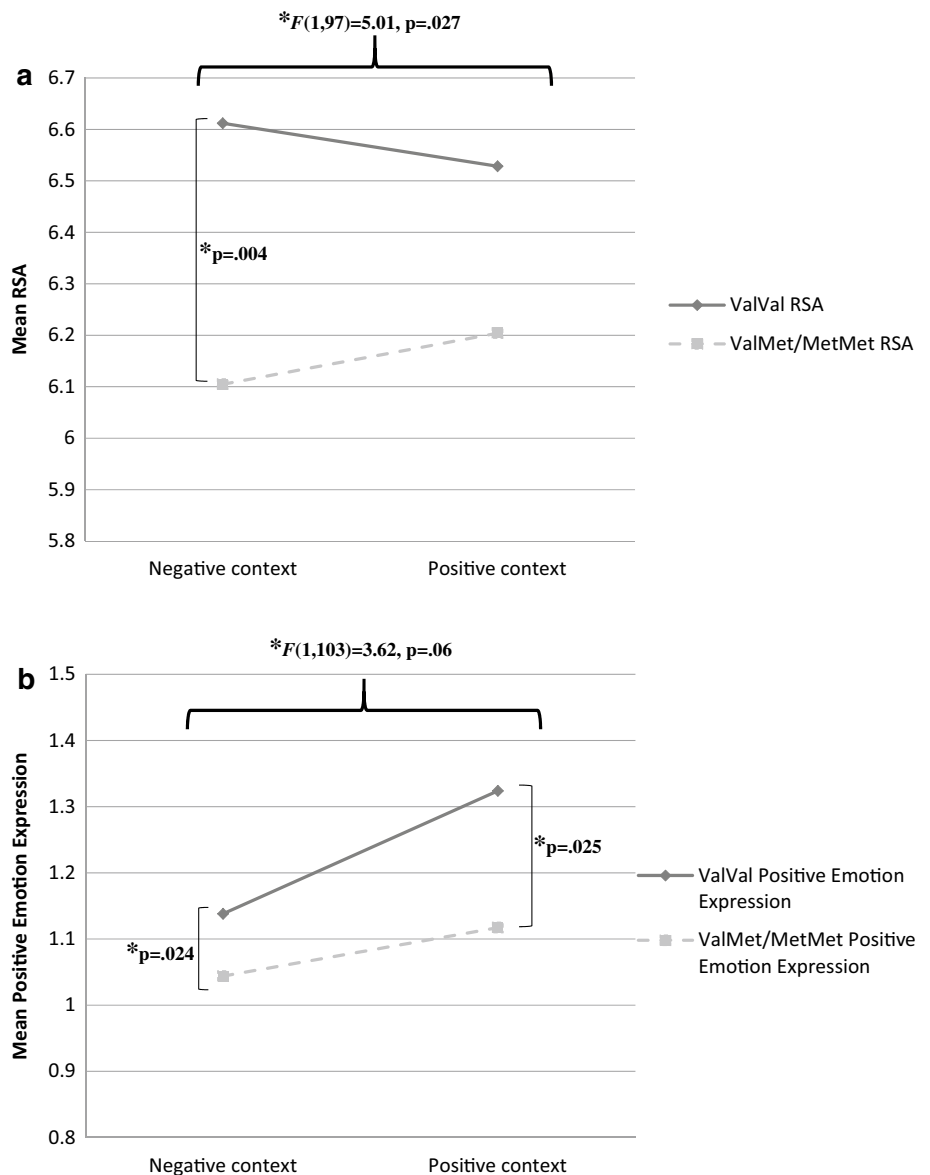 *F(1,97)=5.01, p=.027
a
6.7
6.6
6.5
6.4
6.3
6.2
6.1
6
5.9
5.8
Mean RSA
*p=.004
ValVal RSA
ValMet/MetMet RSA
Negative context Positive context
*F(1,103)=3.62, p=.06
b
1.5
1.4
1.3
1.2
1.1
1
0.9
0.8
Mean Positive Emotion Expression
*p=.025
*p=.024
ValVal Positive Emotion
Expression
ValMet/MetMet Positive
Emotion Expression
Negative context Positive context